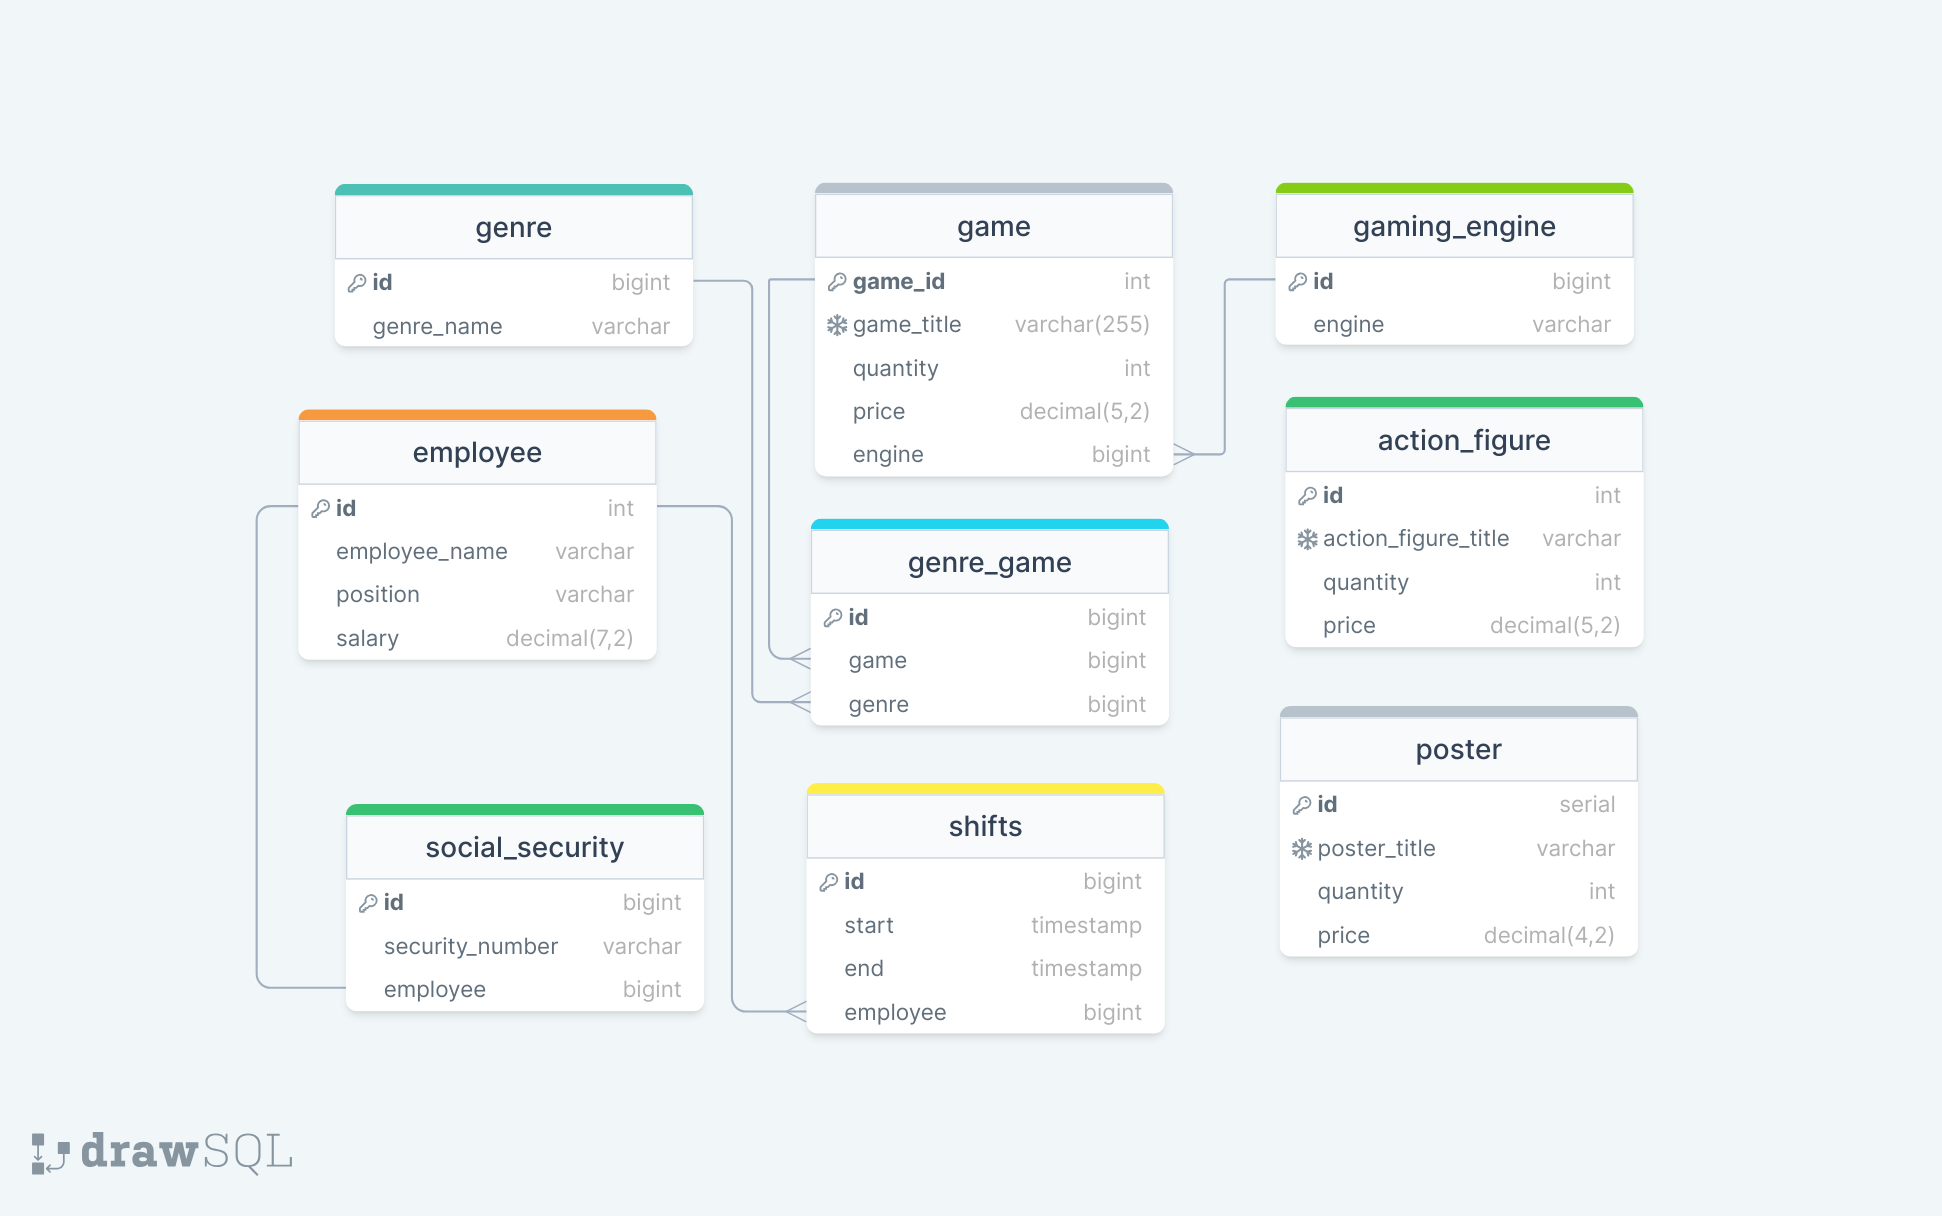 genre
id bigint
genre_name varchar
game
game_id int
game_title varchar(255)
quantity int
price decimal(5,2)
engine bigint
gaming_engine
id bigint
engine varchar
employee
id int
employee_name varchar
position varchar
salary decimal(7,2)
genre_game
id bigint
game bigint
genre bigint
action_figure
id int
action_figure_title varchar
quantity int
price decimal(5,2)
social_security
id bigint
security_number varchar
employee bigint
shifts
id bigint
start timestamp
end timestamp
employee bigint
poster
id serial
poster_title varchar
quantity int
price decimal(4,2)
drawSQL